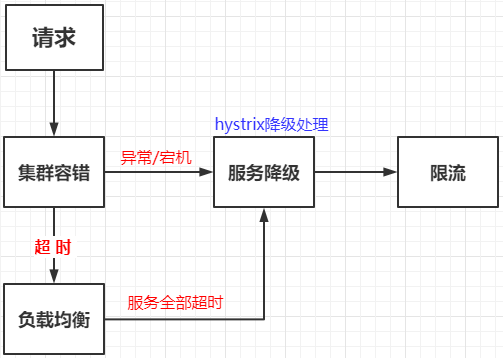 请求
hystrix降级处理
集群容错
异常/宕机
服务降级
限流
超时
服务全部超时
负载均衡